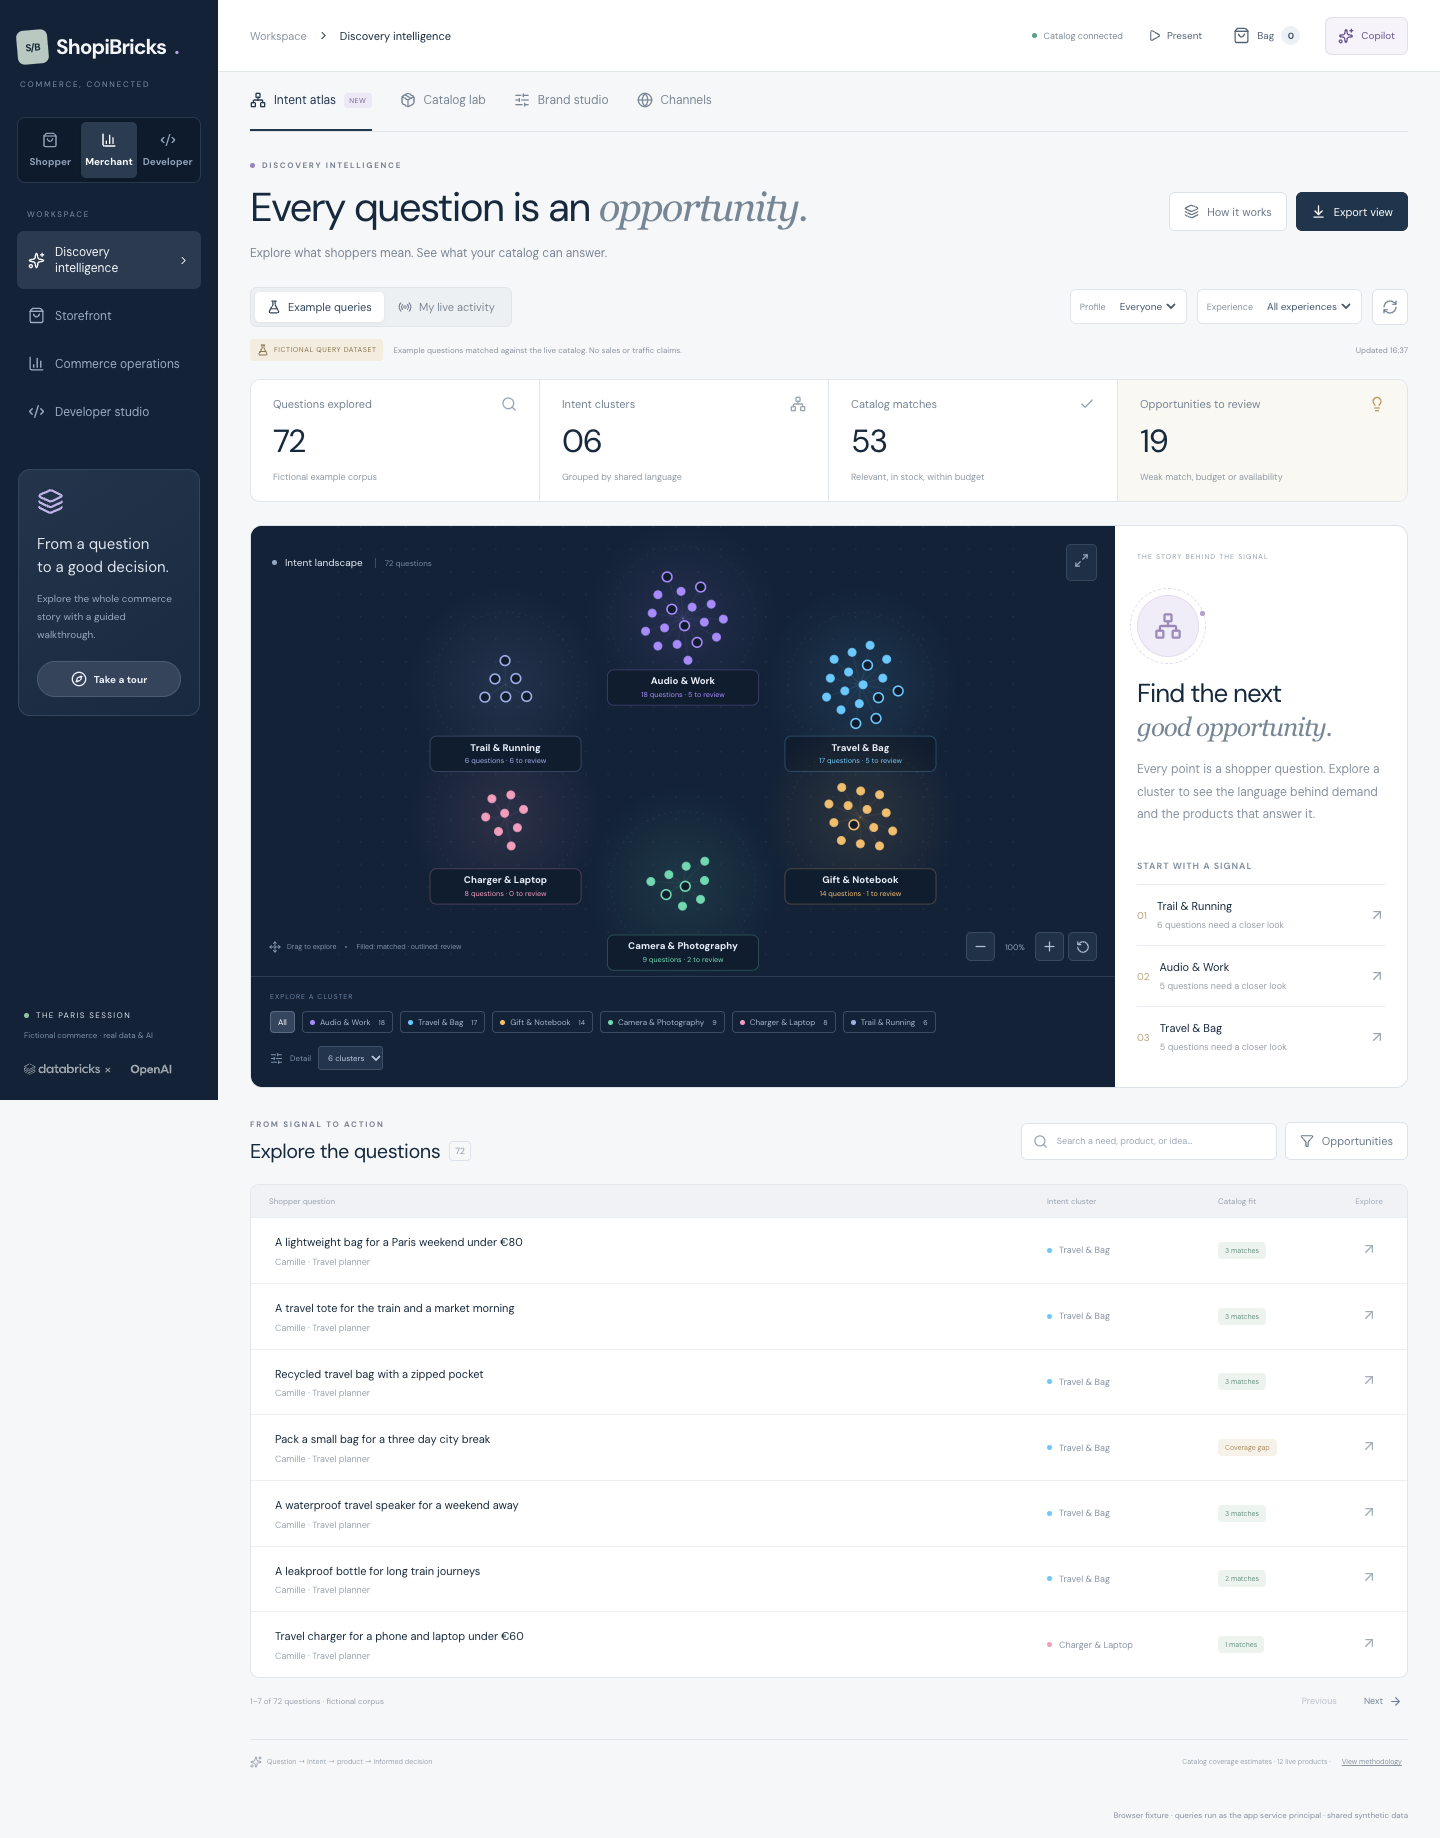 S/B ShopiBricks .
COMMERCE, CONNECTED
Shopper Merchant Developer
WORKSPACE
Discovery
intelligence
Storefront
Commerce operations
Developer studio
From a question
to a good decision.
Explore the whole commerce
story with a guided
walkthrough.
Take a tour
THE PARIS SESSION
Fictional commerce · real data & AI
databricks × OpenAI
Workspace > Discovery intelligence
Catalog connected Present Bag 0 Copilot
Intent atlas NEW Catalog lab Brand studio Channels
DISCOVERY INTELLIGENCE
Every question is an opportunity.
How it works Export view
Explore what shoppers mean. See what your catalog can answer.
Example queries My live activity
Profile Everyone Experience All experiences
FICTIONAL QUERY DATASET Example questions matched against the live catalog. No sales or traffic claims. Updated 16:37
Questions explored
72
Fictional example corpus
Intent clusters
06
Grouped by shared language
Catalog matches
53
Relevant, in stock, within budget
Opportunities to review
19
Weak match, budget or availability
Intent landscape 72 questions
Audio & Work
18 questions · 5 to review
Trail & Running
6 questions · 6 to review
Travel & Bag
17 questions · 5 to review
Charger & Laptop
8 questions · 0 to review
Gift & Notebook
14 questions · 1 to review
Camera & Photography
9 questions · 2 to review
Drag to explore • Filled: matched · outlined: review
100%
EXPLORE A CLUSTER
All Audio & Work 18 Travel & Bag 17 Gift & Notebook 14 Camera & Photography 9 Charger & Laptop 8 Trail & Running 6
Detail 6 clusters
THE STORY BEHIND THE SIGNAL
Find the next
good opportunity.
Every point is a shopper question. Explore a
cluster to see the language behind demand
and the products that answer it.
START WITH A SIGNAL
01 Trail & Running
6 questions need a closer look
02 Audio & Work
5 questions need a closer look
03 Travel & Bag
5 questions need a closer look
FROM SIGNAL TO ACTION
Explore the questions 72
Search a need, product, or idea... Opportunities
Shopper question Intent cluster Catalog fit Explore
A lightweight bag for a Paris weekend under €80
Camille · Travel planner
Travel & Bag 3 matches
A travel tote for the train and a market morning
Camille · Travel planner
Travel & Bag 3 matches
Recycled travel bag with a zipped pocket
Camille · Travel planner
Travel & Bag 3 matches
Pack a small bag for a three day city break
Camille · Travel planner
Travel & Bag Coverage gap
A waterproof travel speaker for a weekend away
Camille · Travel planner
Travel & Bag 3 matches
A leakproof bottle for long train journeys
Camille · Travel planner
Travel & Bag 2 matches
Travel charger for a phone and laptop under €60
Camille · Travel planner
Charger & Laptop 1 matches
1–7 of 72 questions · fictional corpus
Previous Next →
Question → intent → product → informed decision
Catalog coverage estimates · 12 live products · View methodology
Browser fixture · queries run as the app service principal · shared synthetic data